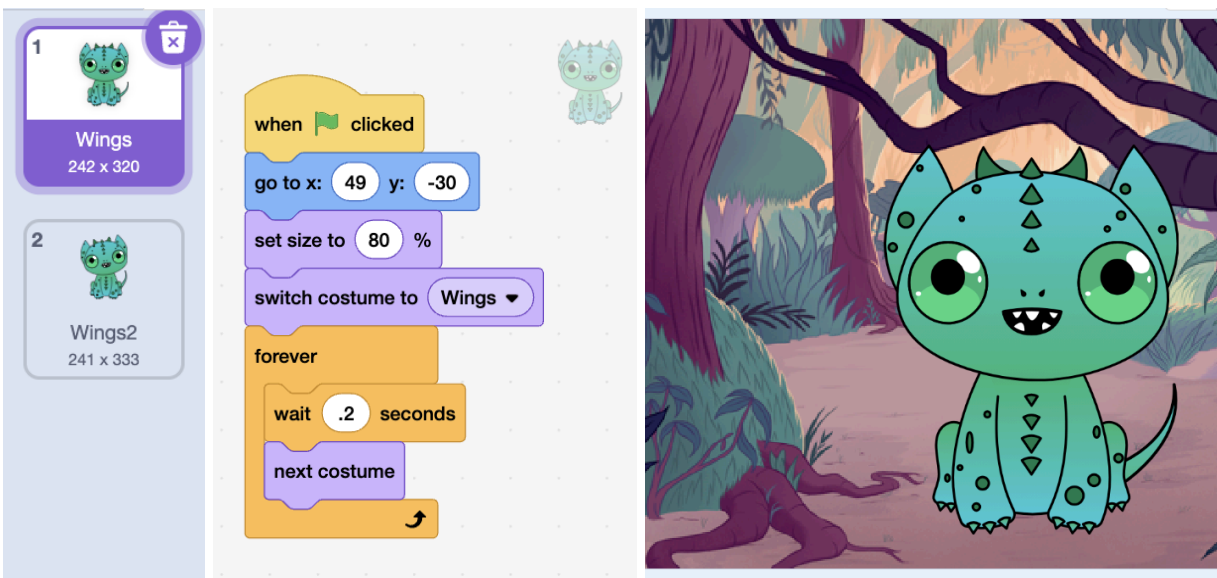 1
Wings
242 x 320
2
Wings2
241 x 333
when clicked
go to x: 49 y: -30
set size to 80 %
switch costume to Wings
forever
wait .2 seconds
next costume